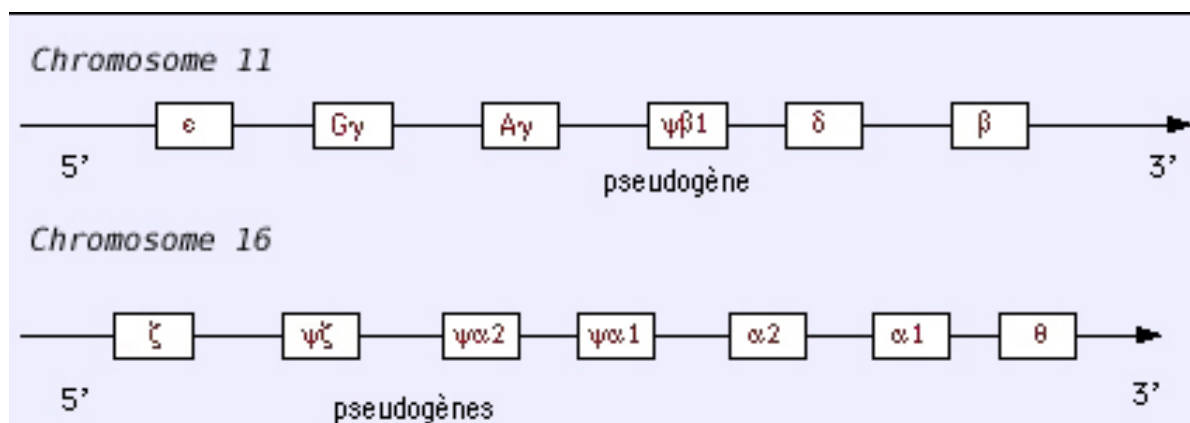 Chromosome 11
ε Gγ Aγ ψβ1 δ β
5' 3'
pseudogène
Chromosome 16
ζ ψζ ψα2 ψα1 α2 α1 θ
5' 3'
pseudogènes